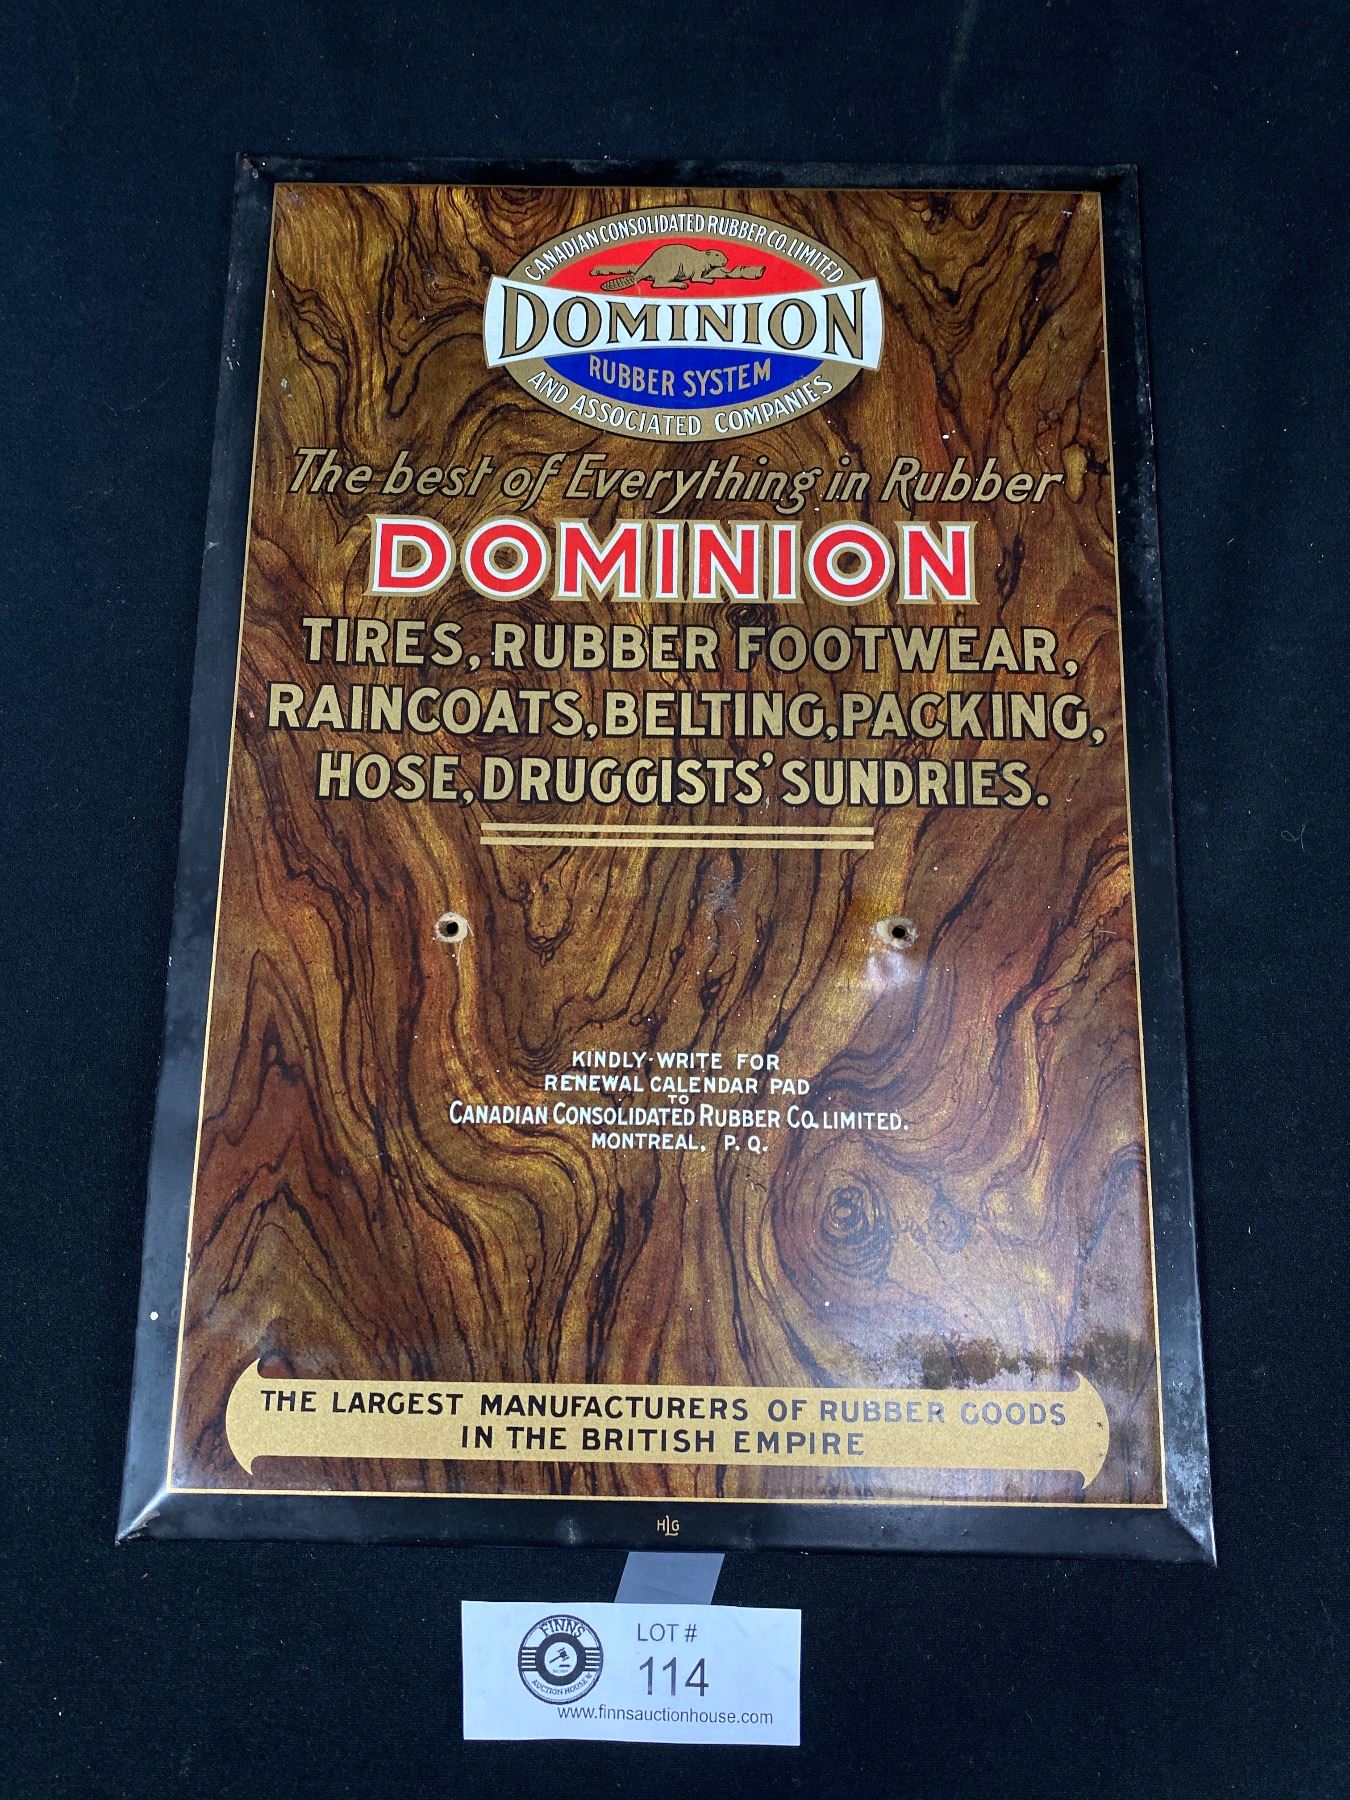 CANADIAN CONSOLIDATED RUBBER CO. LIMITED
DOMINION
RUBBER SYSTEM
AND ASSOCIATED COMPANIES
The best of Everything in Rubber
DOMINION
TIRES, RUBBER FOOTWEAR,
RAINCOATS, BELTING, PACKING,
HOSE, DRUGGISTS' SUNDRIES.
KINDLY-WRITE FOR
RENEWAL CALENDAR PAD
TO
CANADIAN CONSOLIDATED RUBBER CO. LIMITED.
MONTREAL, P. Q.
THE LARGEST MANUFACTURERS OF RUBBER GOODS
IN THE BRITISH EMPIRE
HLG
FINNS
AUCTION HOUSE
LOT #
114
www.finnsauctionhouse.com